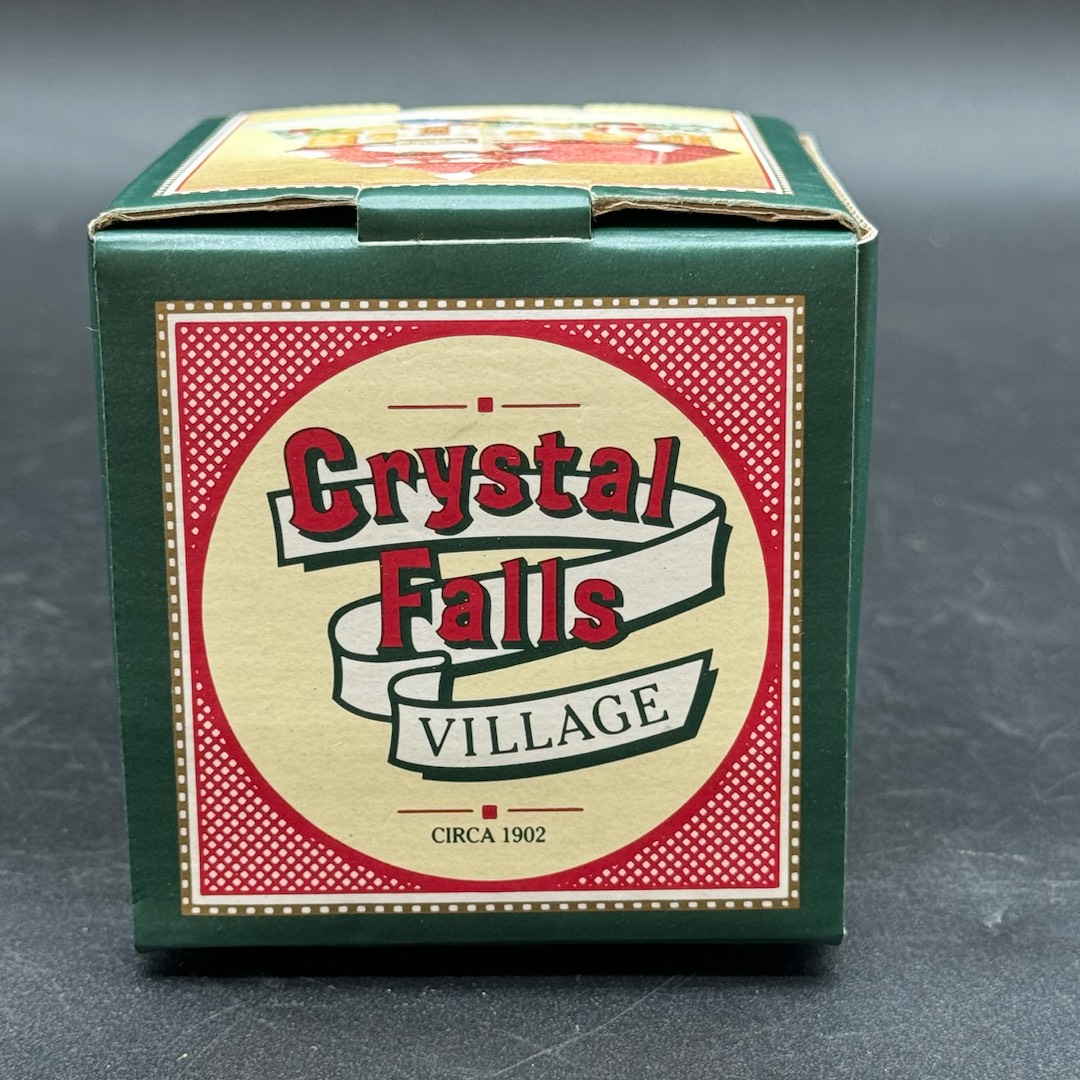 Crystal
Falls
VILLAGE
CIRCA 1902